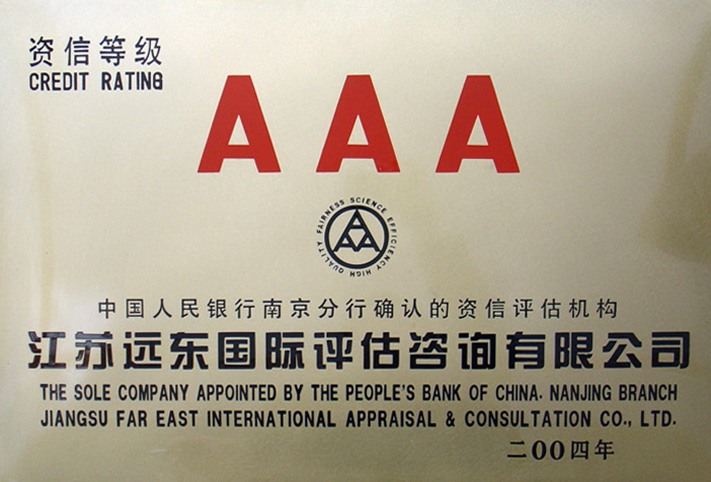 资信等级
CREDIT RATING
AAA
FAIRNESS SCIENCE EFFICIENCY HIGH QUALITY
AAA
中国人民银行南京分行确认的资信评估机构
江苏远东国际评估咨询有限公司
THE SOLE COMPANY APPOINTED BY THE PEOPLE'S BANK OF CHINA. NANJING BRANCH
JIANGSU FAR EAST INTERNATIONAL APPRAISAL & CONSULTATION CO., LTD.
二00四年